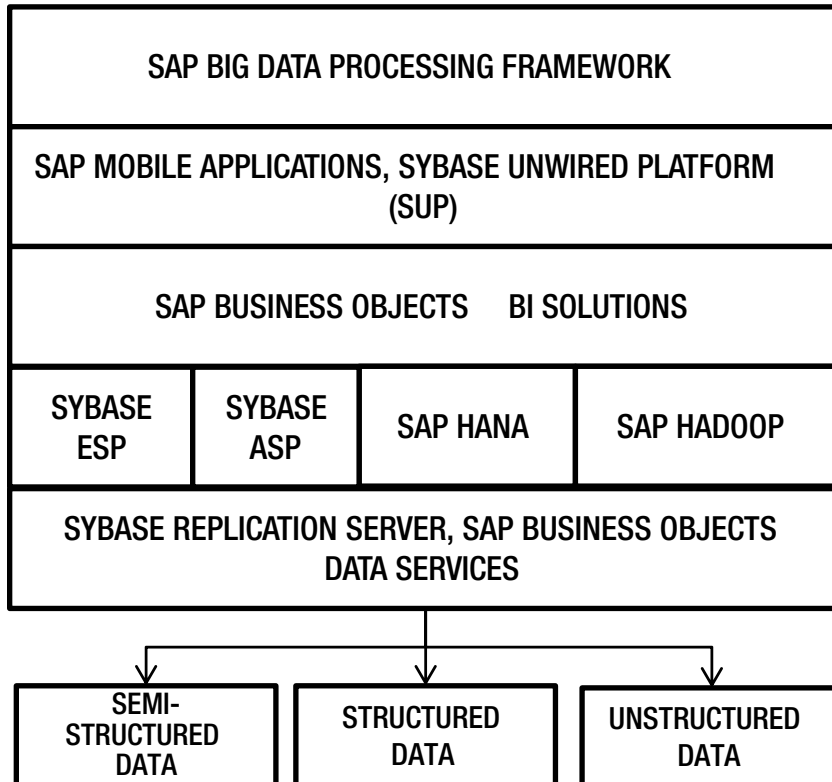 SAP BIG DATA PROCESSING FRAMEWORK
SAP MOBILE APPLICATIONS, SYBASE UNWIRED PLATFORM
(SUP)
SAP BUSINESS OBJECTS BI SOLUTIONS
SYBASE
ESP
SYBASE
ASP
SAP HANA
SAP HADOOP
SYBASE REPLICATION SERVER, SAP BUSINESS OBJECTS
DATA SERVICES
SEMI-
STRUCTURED
DATA
STRUCTURED
DATA
UNSTRUCTURED
DATA